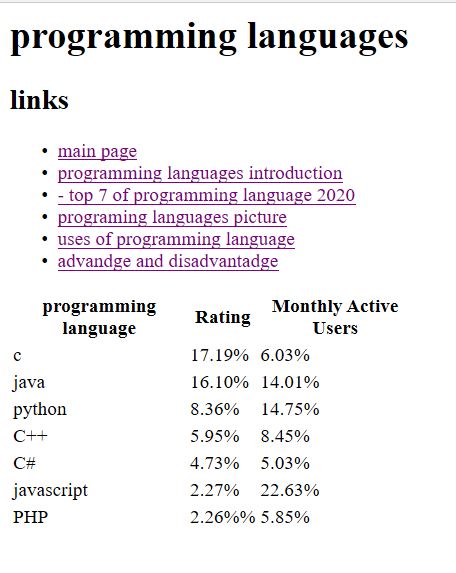 programming languages
links
• main page
• programming languages introduction
• - top 7 of programming language 2020
• programing languages picture
• uses of programming language
• advandge and disadvantadge
programming language Rating Monthly Active Users
c 17.19% 6.03%
java 16.10% 14.01%
python 8.36% 14.75%
C++ 5.95% 8.45%
C# 4.73% 5.03%
javascript 2.27% 22.63%
PHP 2.26%% 5.85%